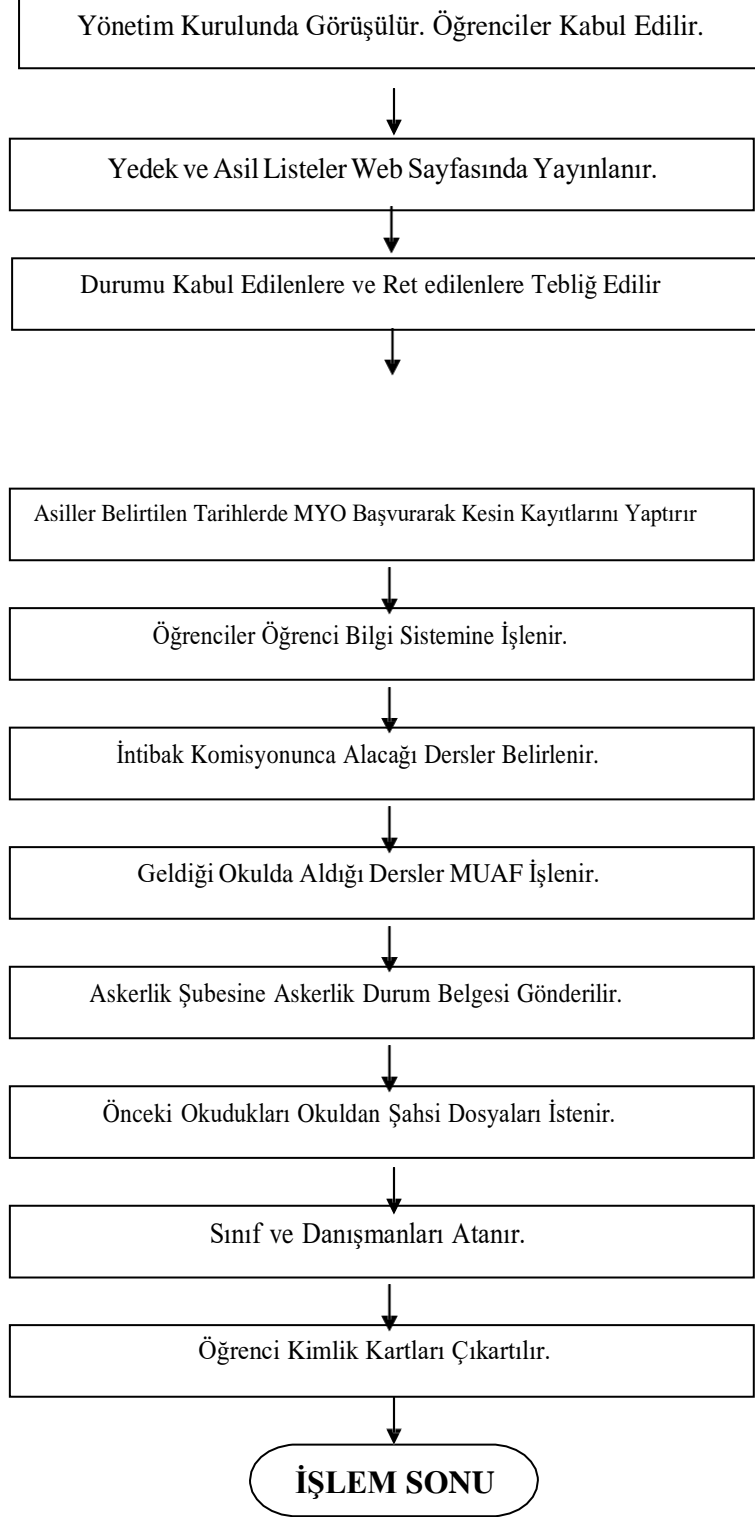 Yönetim Kurulunda Görüşülür. Öğrenciler Kabul Edilir.
Yedek ve Asil Listeler Web Sayfasında Yayınlanır.
Durumu Kabul Edilenlere ve Ret edilenlere Tebliğ Edilir
Asiller Belirtilen Tarihlerde MYO Başvurarak Kesin Kayıtlarını Yaptırır
Öğrenciler Öğrenci Bilgi Sistemine İşlenir.
İntibak Komisyonunca Alacağı Dersler Belirlenir.
Geldiği Okulda Aldığı Dersler MUAF İşlenir.
Askerlik Şubesine Askerlik Durum Belgesi Gönderilir.
Önceki Okudukları Okuldan Şahsi Dosyaları İstenir.
Sınıf ve Danışmanları Atanır.
Öğrenci Kimlik Kartları Çıkartılır.
İŞLEM SONU